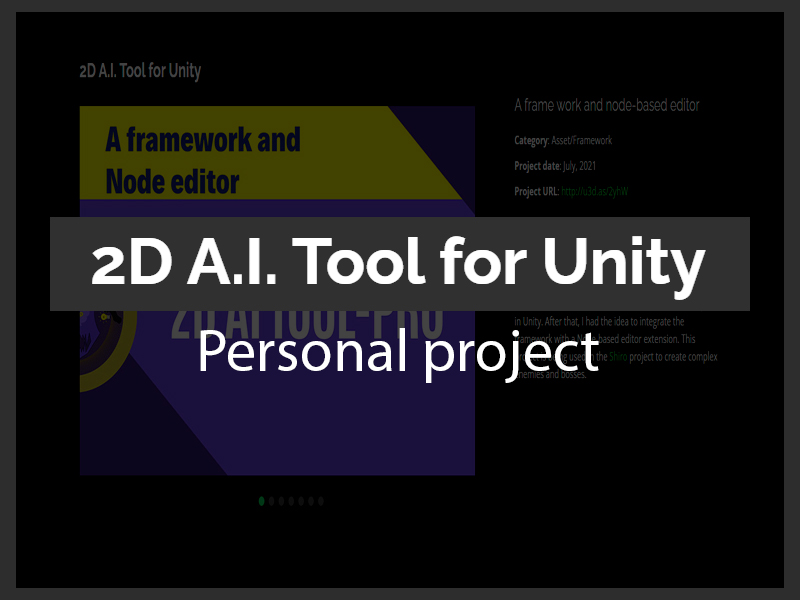 2D A.I. Tool for Unity
A frame work and node-based editor
Category: Asset/Framework
Project date: July, 2021
Project URL: http://u3d.as/2yhW
A framework and
Node editor
2D A.I. Tool for Unity
2D AI TOOL-PRO
Personal project
in Unity. After that, I had the idea to integrate the
framework with a Node based editor extension. This
project is being used in the Shiro project to create complex
enemies and bosses.